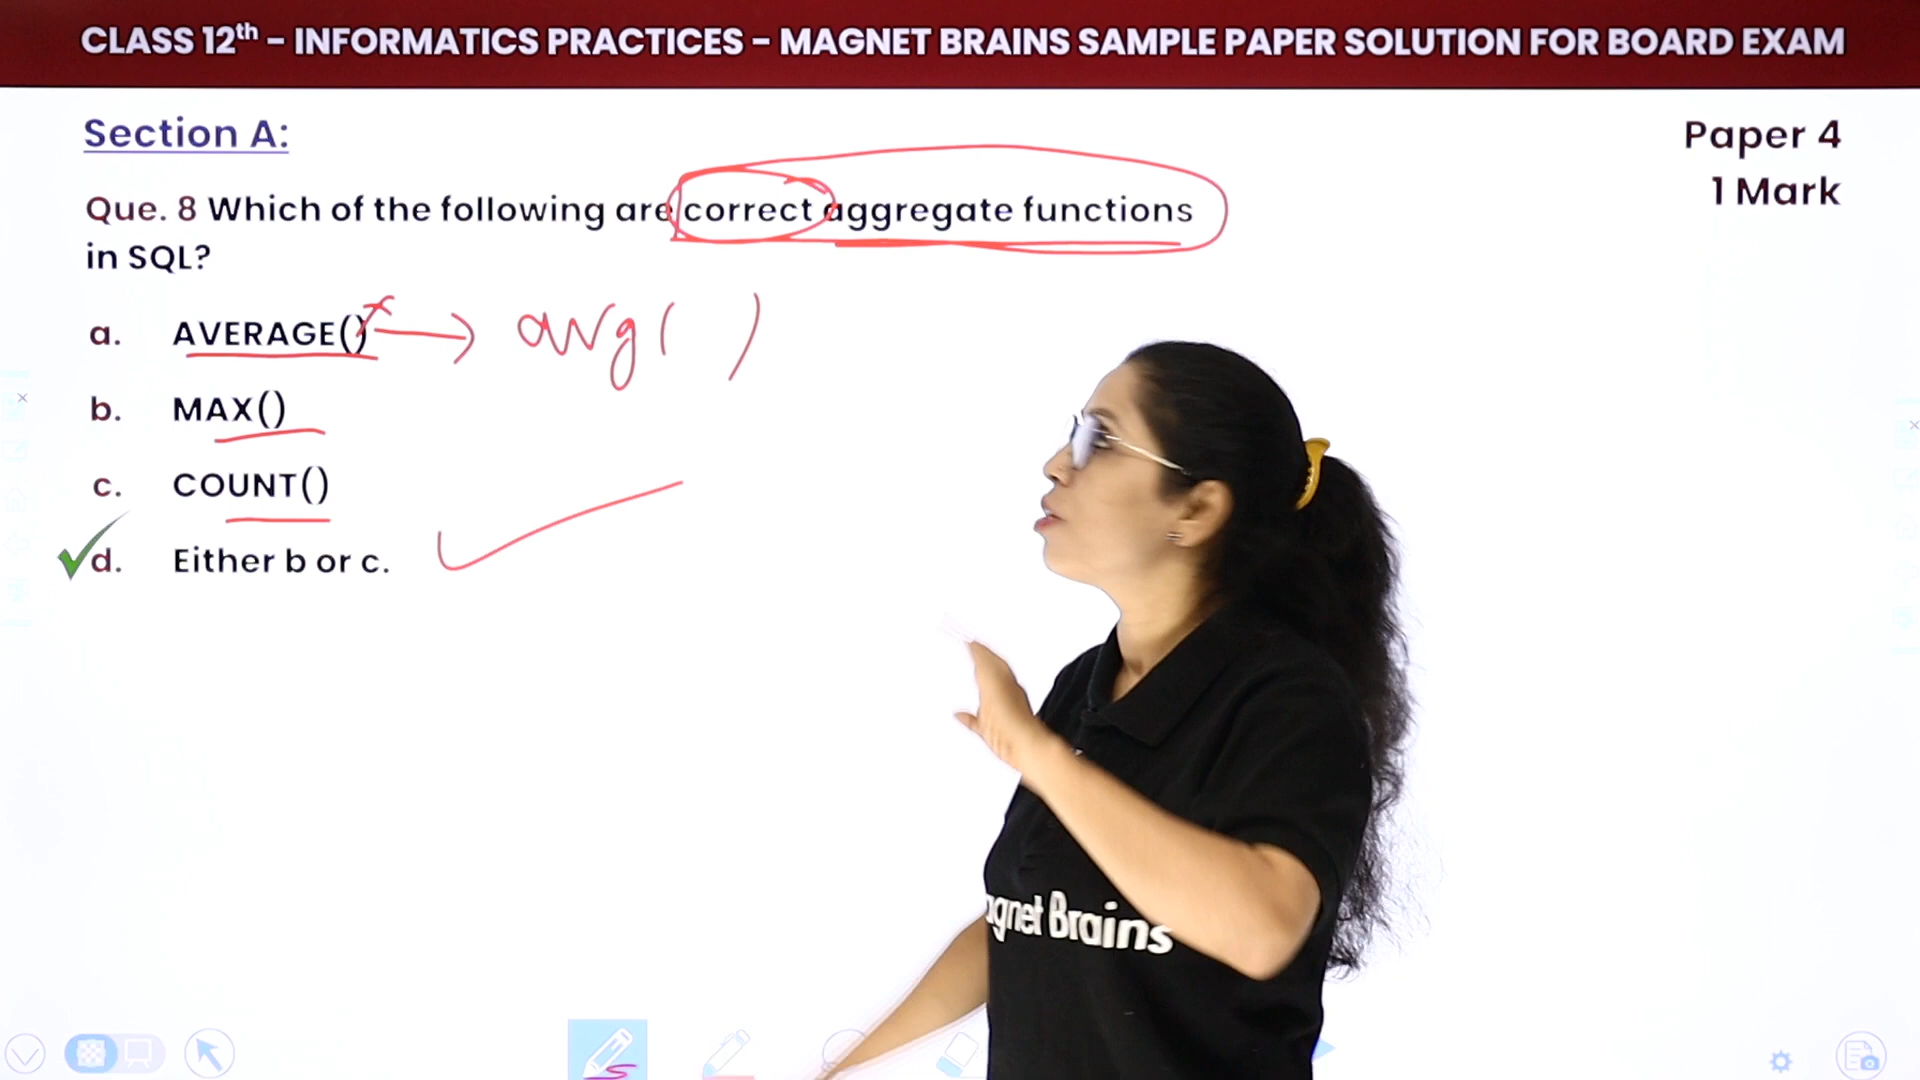 CLASS 12th – INFORMATICS PRACTICES – MAGNET BRAINS SAMPLE PAPER SOLUTION FOR BOARD EXAM
Section A:
Paper 4
1 Mark
Que. 8 Which of the following are correct aggregate functions
in SQL?
a. AVERAGE() avg( )
b. MAX()
c. COUNT()
d. Either b or c.
agnet Brains